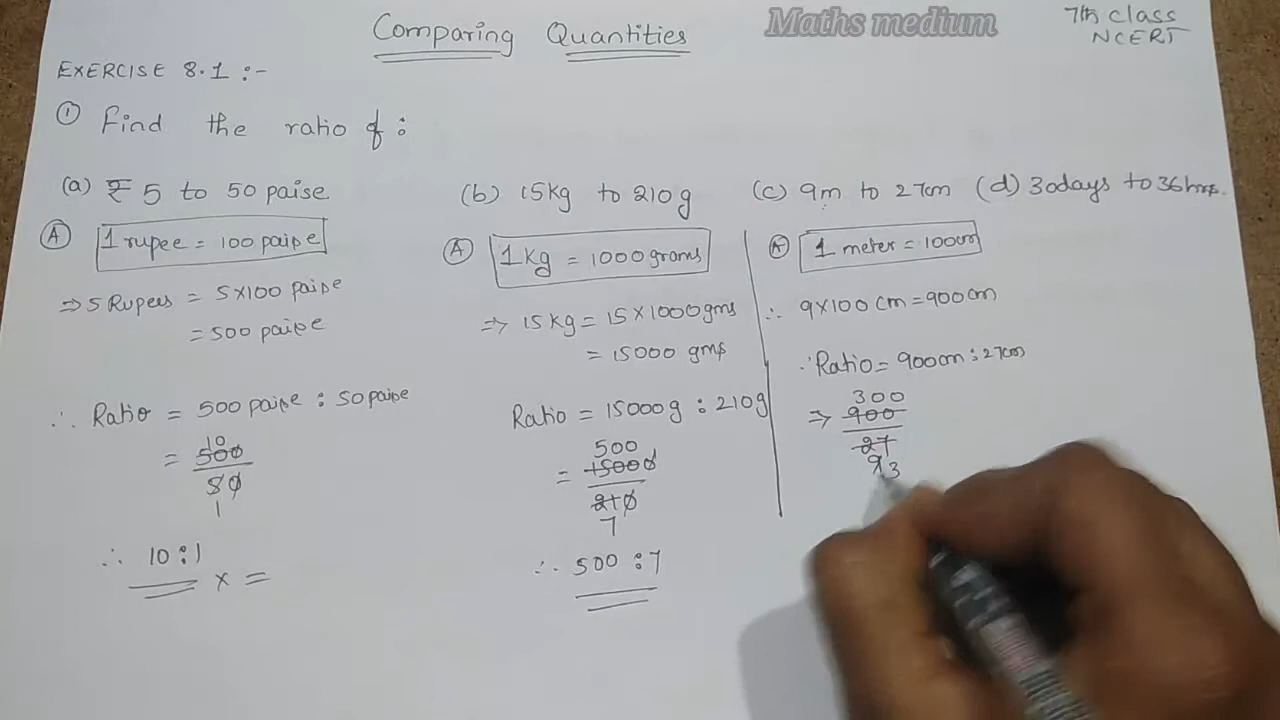 Comparing Quantities
Maths medium
7th class
NCERT
EXERCISE 8.1 :-
① Find the ratio of :
(a) ₹ 5 to 50 paise
Ⓐ 1 rupee = 100 paise
⇒ 5 Rupees = 5×100 paise
= 500 paise
∴ Ratio = 500 paise : 50 paise
10
= 500/50
1
∴ 10 : 1
× =
(b) 15Kg to 210g
Ⓐ 1Kg = 1000 grams
⇒ 15 Kg = 15×1000 gms
= 15000 gms
Ratio = 15000g : 210g
500
= 15000/210
7
∴ 500 : 7
(c) 9m to 27cm
Ⓐ 1 meter = 100cm
∴ 9×100 cm = 900cm
∴ Ratio = 900cm : 27cm
300
⇒ 900/27
9 3
(d) 30days to 36hrs.